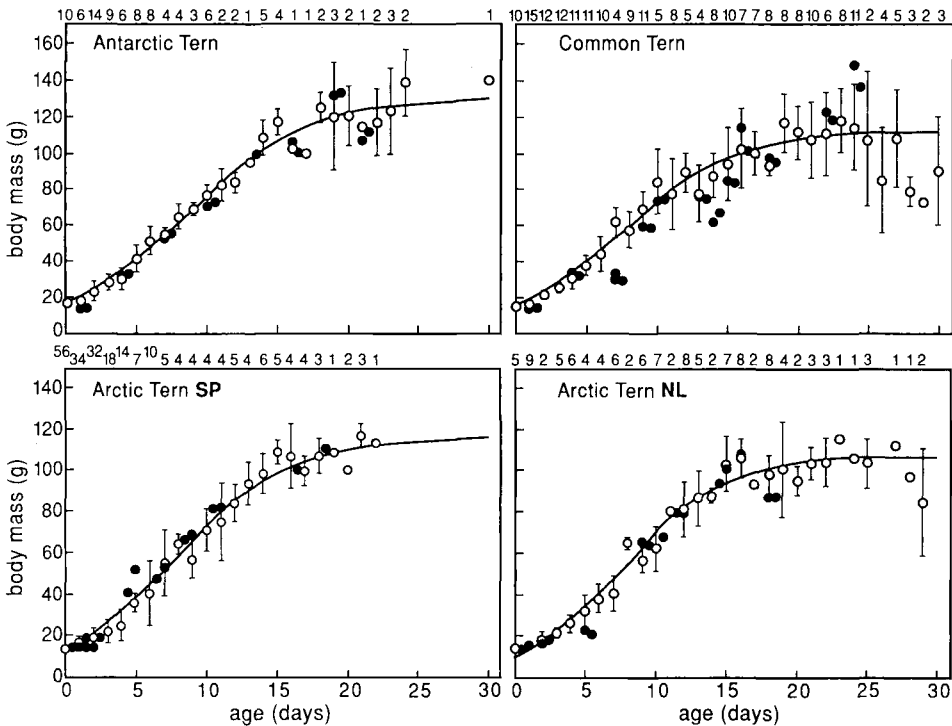 10 6 14 7 9 9 8 8 4 4 3 6 2 2 1 5 4 1 1 2 3 4 1 2 3 2 1
Antarctic Tern
160
140
120
100
80
60
40
20
0
body mass (g)
10 15 12 12 11 11 10 4 9 11 5 8 9 8 9 10 7 7 8 9 8 6 8 8 11 2 5 3 2 3
Common Tern
56 34 32 18 14 7 10 5 4 4 4 4 5 4 6 5 4 4 3 1 2 3 1
Arctic Tern SP
140
120
100
80
60
40
20
0
body mass (g)
0 5 10 15 20 25 30
age (days)
5 9 2 5 6 4 4 6 2 6 7 2 8 5 2 7 8 2 8 4 2 3 3 1 1 3 1 1 2
Arctic Tern NL
0 5 10 15 20 25 30
age (days)